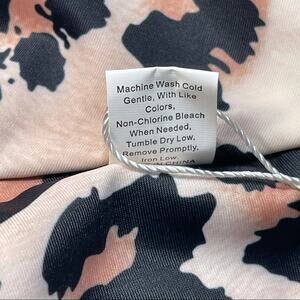 Machine Wash Cold
Gentle, With Like
Colors,
Non-Chlorine Bleach
When Needed,
Tumble Dry Low,
Remove Promptly,
Iron Low
CHINA